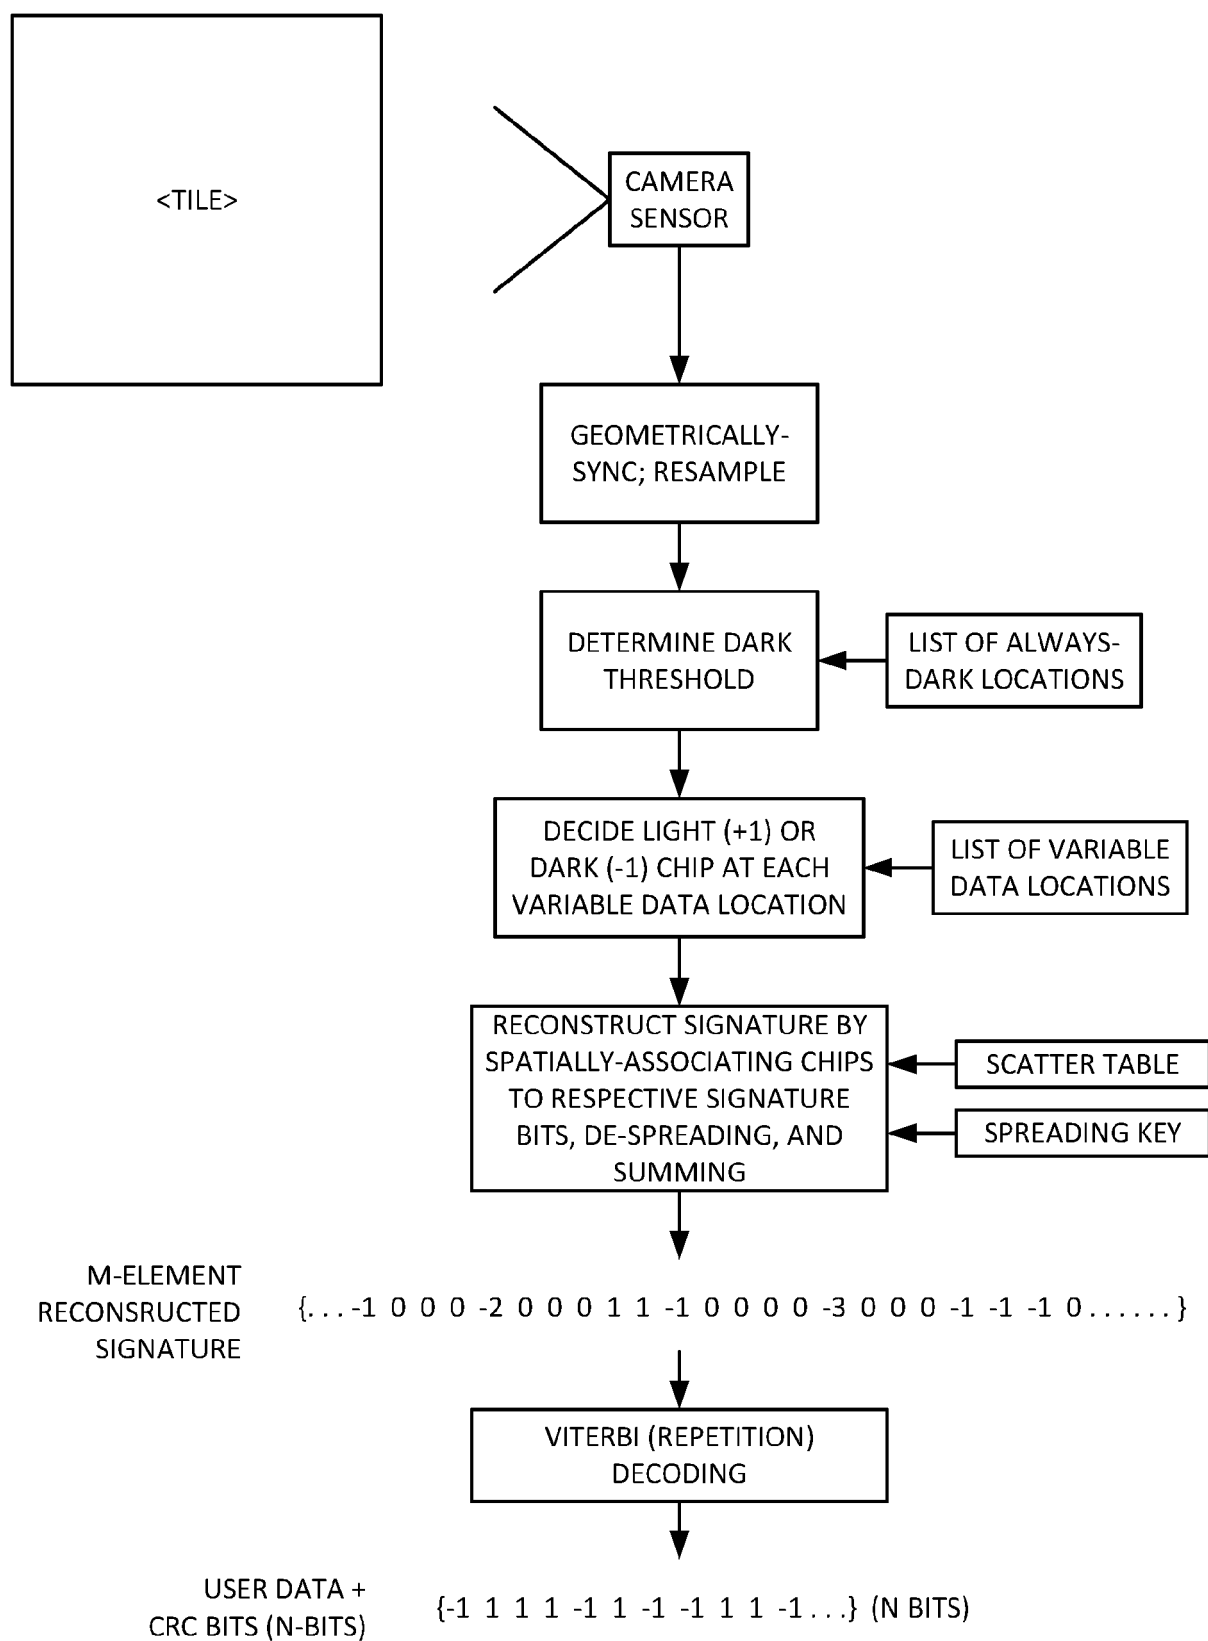 <TILE>
CAMERA
SENSOR
GEOMETRICALLY-
SYNC; RESAMPLE
DETERMINE DARK
THRESHOLD
LIST OF ALWAYS-
DARK LOCATIONS
DECIDE LIGHT (+1) OR
DARK (-1) CHIP AT EACH
VARIABLE DATA LOCATION
LIST OF VARIABLE
DATA LOCATIONS
RECONSTRUCT SIGNATURE BY
SPATIALLY-ASSOCIATING CHIPS
TO RESPECTIVE SIGNATURE
BITS, DE-SPREADING, AND
SUMMING
SCATTER TABLE
SPREADING KEY
M-ELEMENT
RECONSRUCTED
SIGNATURE
{. . . -1 0 0 0 -2 0 0 0 1 1 -1 0 0 0 0 -3 0 0 0 -1 -1 -1 0 . . . . . . }
VITERBI (REPETITION)
DECODING
USER DATA +
CRC BITS (N-BITS)
{-1 1 1 1 -1 1 -1 -1 1 1 -1 . . .} (N BITS)